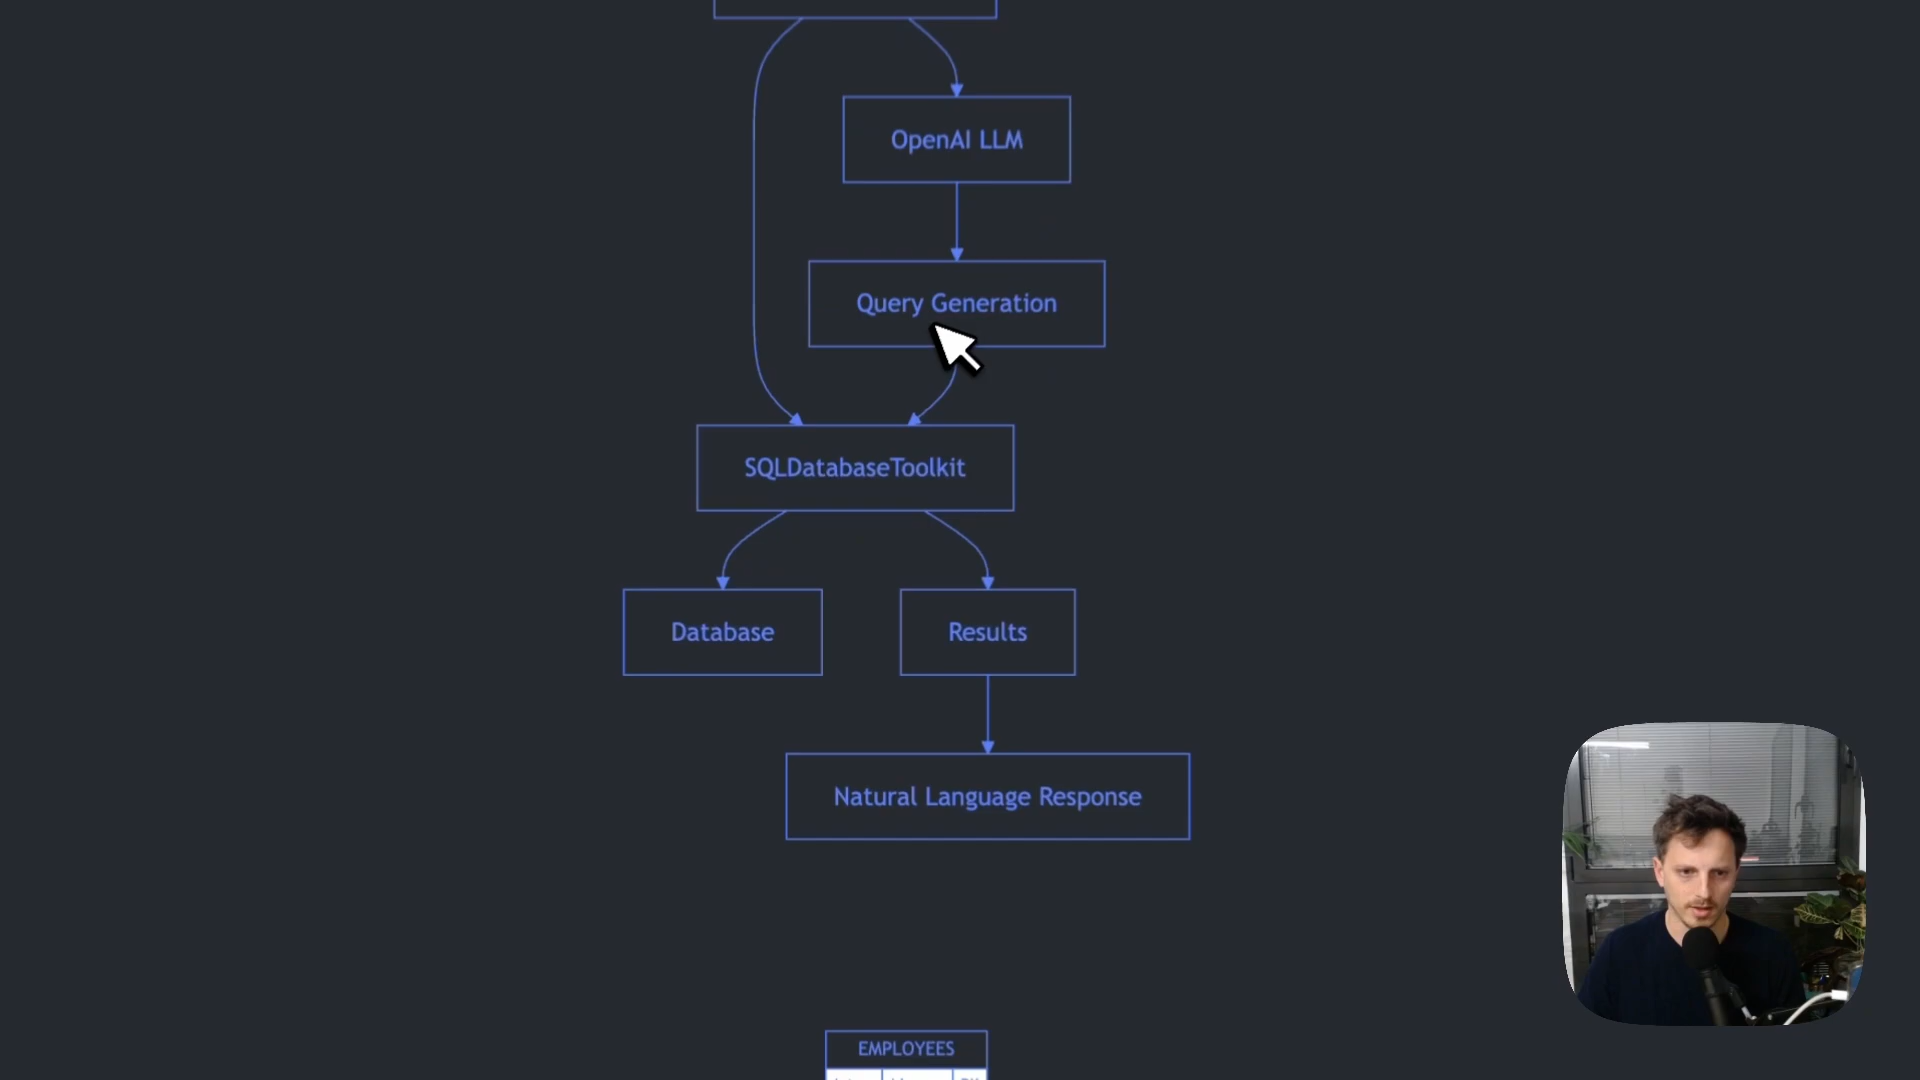 OpenAI LLM
Query Generation
SQLDatabaseToolkit
Database
Results
Natural Language Response
EMPLOYEES